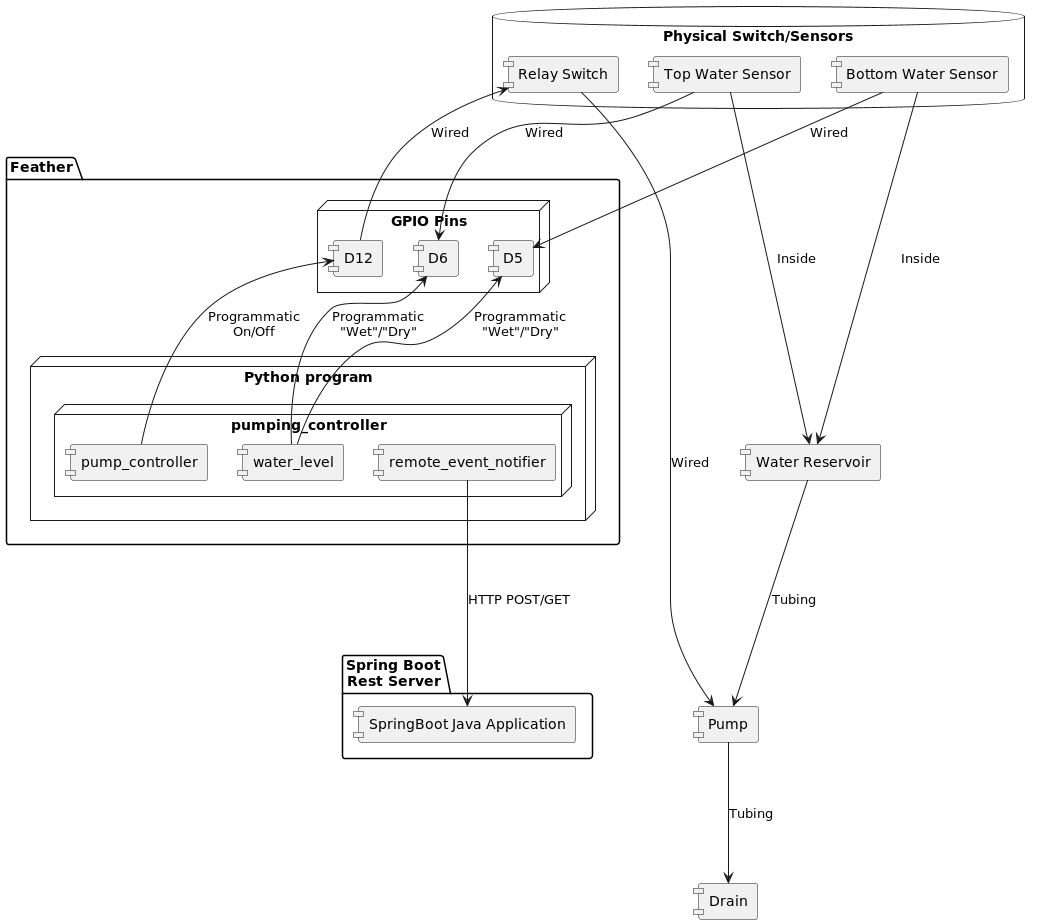 Physical Switch/Sensors
Relay Switch
Top Water Sensor
Bottom Water Sensor
Wired
Wired
Wired
Feather
GPIO Pins
D12
D6
D5
Inside
Inside
Programmatic
On/Off
Programmatic
"Wet"/"Dry"
Programmatic
"Wet"/"Dry"
Python program
pumping_controller
pump_controller
water_level
remote_event_notifier
Wired
Water Reservoir
HTTP POST/GET
Tubing
Spring Boot
Rest Server
SpringBoot Java Application
Pump
Tubing
Drain